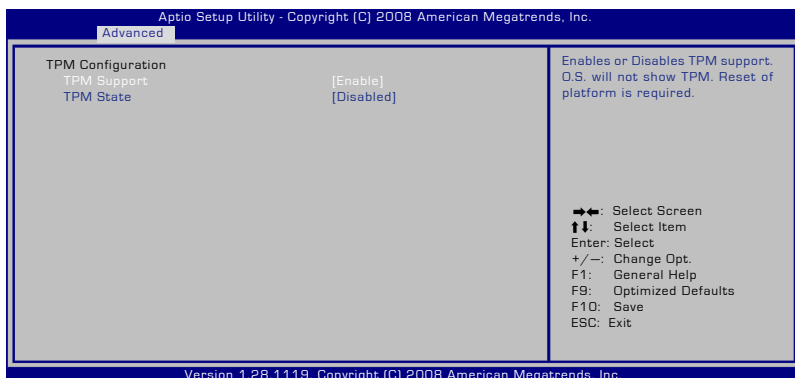 Aptio Setup Utility - Copyright (C) 2008 American Megatrends, Inc.
Advanced
TPM Configuration
TPM Support [Enable]
TPM State [Disabled]
Enables or Disables TPM support.
O.S. will not show TPM. Reset of
platform is required.
➡⬅: Select Screen
⬆⬇: Select Item
Enter: Select
+/—: Change Opt.
F1: General Help
F9: Optimized Defaults
F10: Save
ESC: Exit
Version 1.28.1119. Copyright (C) 2008 American Megatrends, Inc.